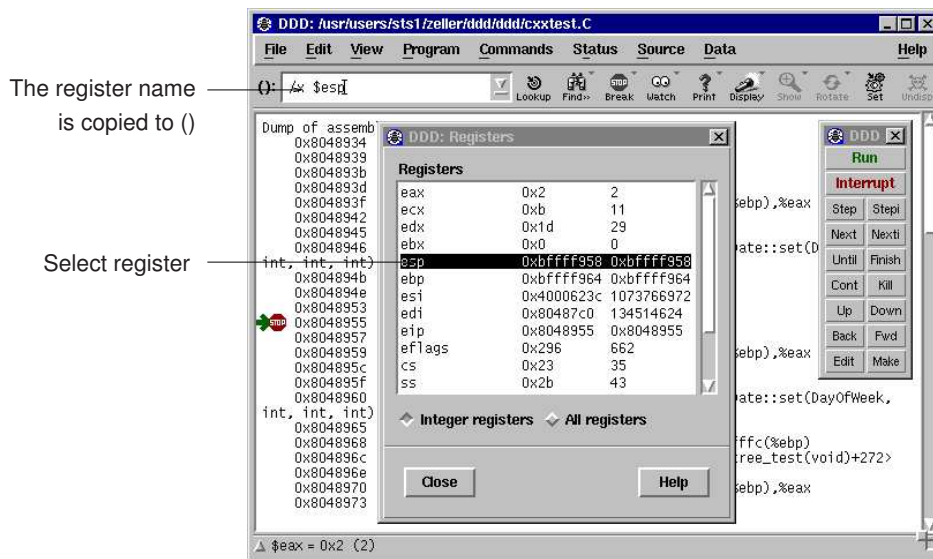 DDD: /usr/users/sts1/zeller/ddd/ddd/cxxtest.C
File Edit View Program Commands Status Source Data Help
The register name
is copied to ()
(): /x $esp
Lookup Find» Break Watch Print Display Show Rotate Set Undisp
Dump of assemb
0x8048934
0x8048939
0x804893b
0x804893d
0x804893f %ebp),%eax
0x8048942
0x8048945
0x8048946 ate::set(D
int, int, int)
0x804894b
0x804894e
0x8048953
STOP 0x8048955
0x8048957
0x8048959 %ebp),%eax
0x804895c
0x804895f
0x8048960 ate::set(DayOfWeek,
int, int, int)
0x8048965
0x8048968 fffc(%ebp)
0x804896c tree_test(void)+272>
0x804896e
0x8048970 %ebp),%eax
0x8048973
Select register
DDD: Registers
Registers
eax 0x2 2
ecx 0xb 11
edx 0x1d 29
ebx 0x0 0
esp 0xbffff958 0xbffff958
ebp 0xbffff964 0xbffff964
esi 0x4000623c 1073766972
edi 0x80487c0 134514624
eip 0x8048955 0x8048955
eflags 0x296 662
cs 0x23 35
ss 0x2b 43
Integer registers All registers
Close Help
DDD
Run
Interrupt
Step Stepi
Next Nexti
Until Finish
Cont Kill
Up Down
Back Fwd
Edit Make
$eax = 0x2 (2)